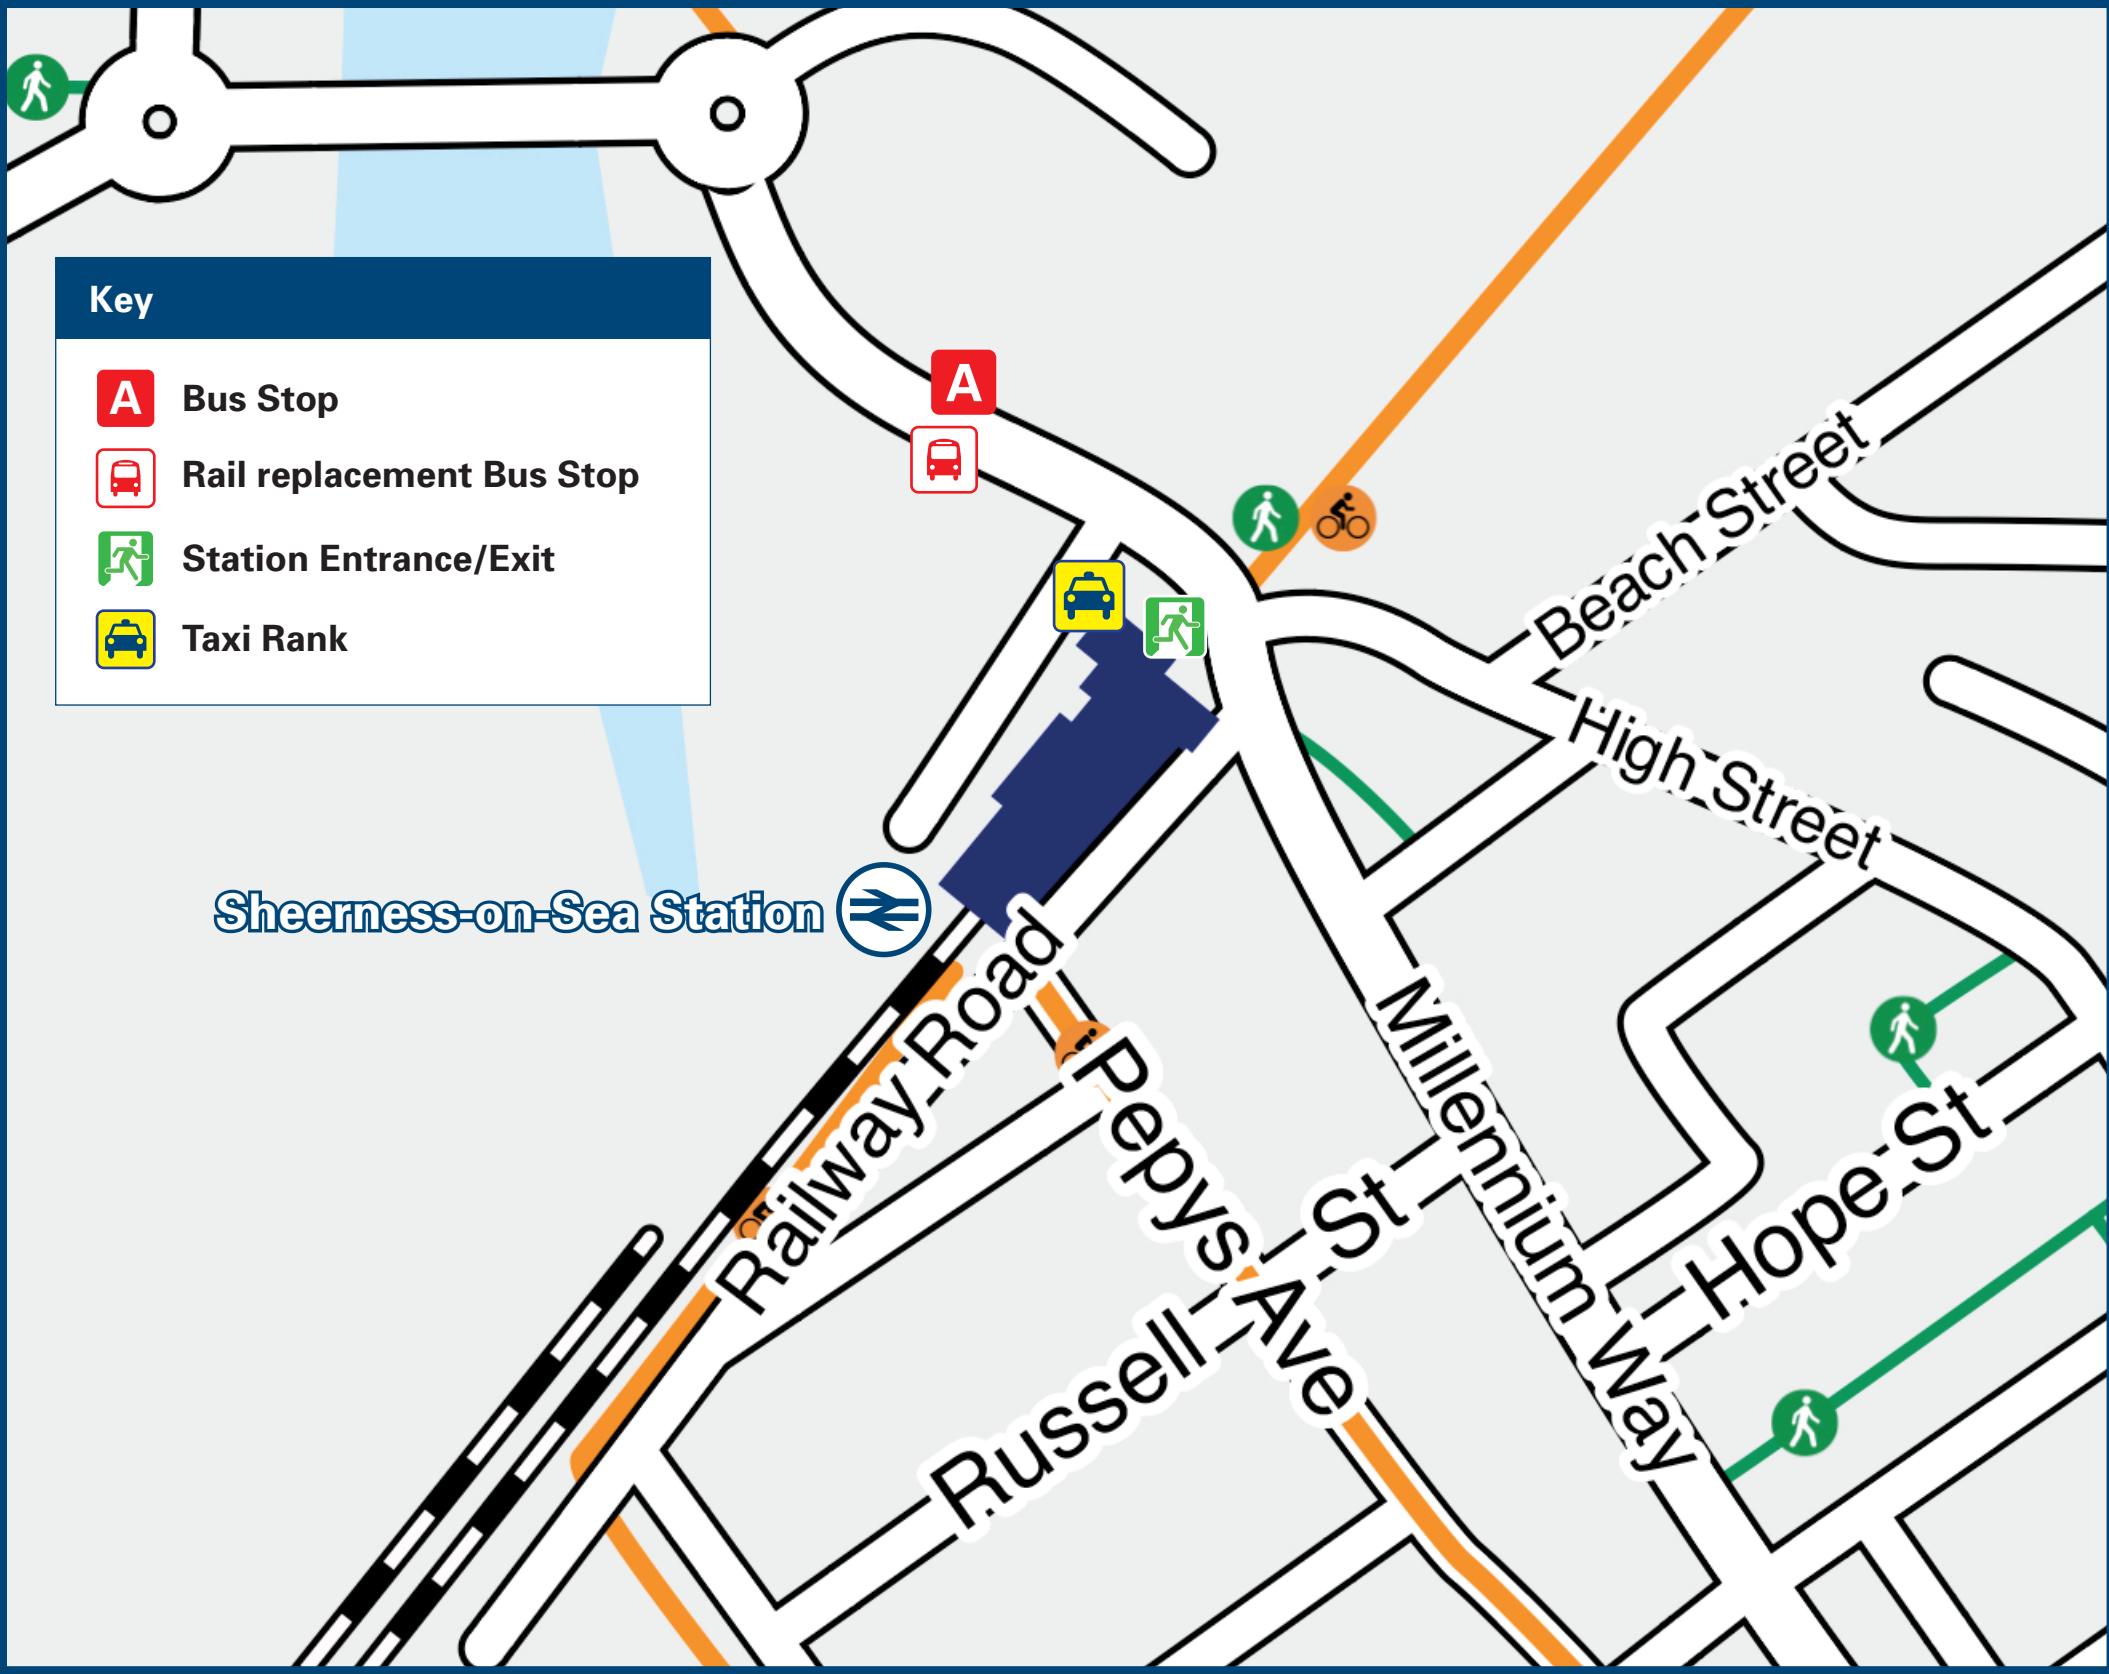 Key
A Bus Stop
Rail replacement Bus Stop
Station Entrance/Exit
Taxi Rank
A
Beach Street
High Street
Sheerness-on-Sea Station
Railway Road
Pepys Ave
Millennium Way
Russell St
Hope St